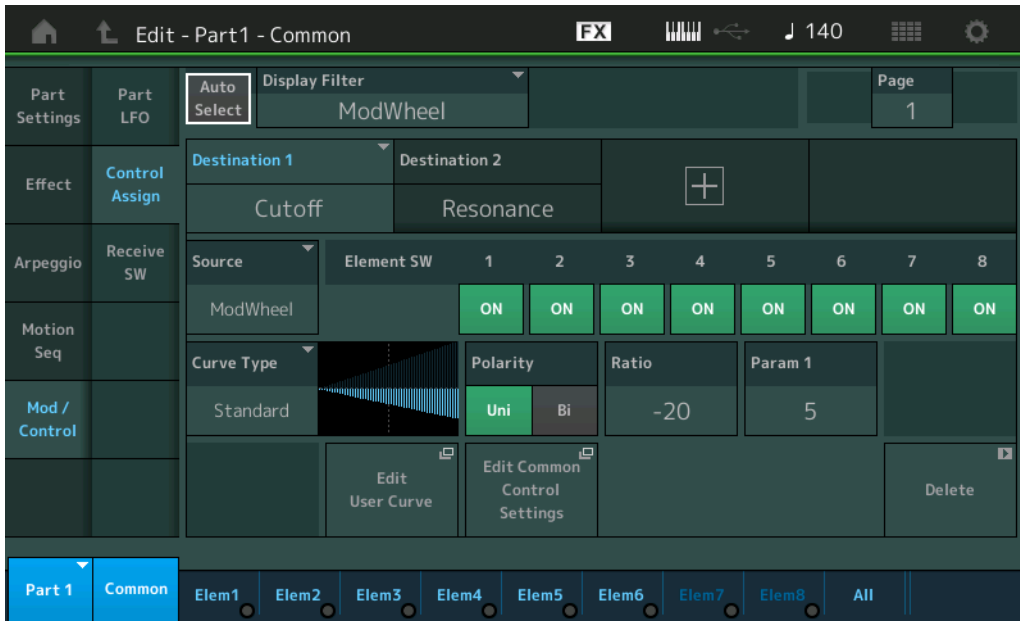 Edit - Part1 - Common
FX
140
Part
Settings
Part
LFO
Auto
Select
Display Filter
ModWheel
Page
1
Effect
Control
Assign
Destination 1
Cutoff
Destination 2
Resonance
Arpeggio
Receive
SW
Source
ModWheel
Element SW 1 2 3 4 5 6 7 8
ON ON ON ON ON ON ON ON
Motion
Seq
Curve Type
Standard
Polarity
Uni Bi
Ratio
-20
Param 1
5
Mod /
Control
Edit
User Curve
Edit Common
Control
Settings
Delete
Part 1 Common Elem1 Elem2 Elem3 Elem4 Elem5 Elem6 Elem7 Elem8 All